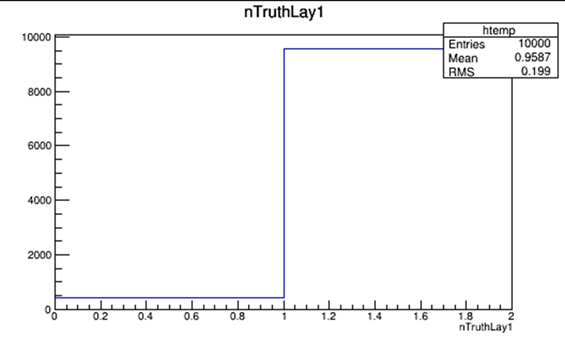 nTruthLay1
htemp
Entries 10000
Mean 0.9587
RMS 0.199
10000
8000
6000
4000
2000
0
0 0.2 0.4 0.6 0.8 1 1.2 1.4 1.6 1.8 2
nTruthLay1